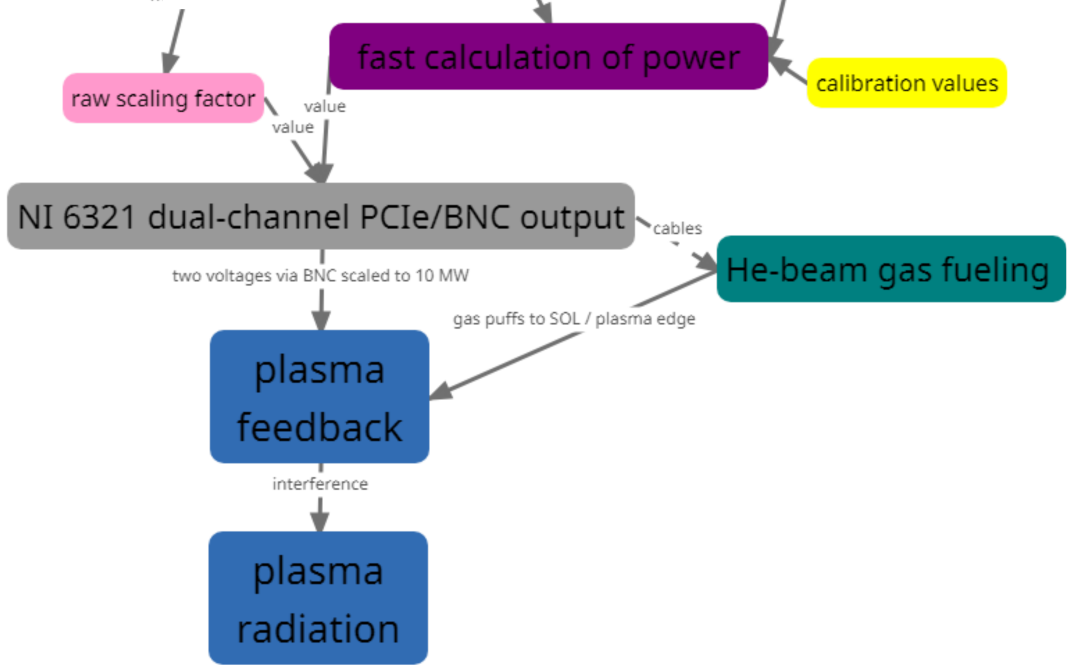 fast calculation of power
calibration values
raw scaling factor
value
value
NI 6321 dual-channel PCIe/BNC output
cables
He-beam gas fueling
two voltages via BNC scaled to 10 MW
gas puffs to SOL / plasma edge
plasma
feedback
interference
plasma
radiation